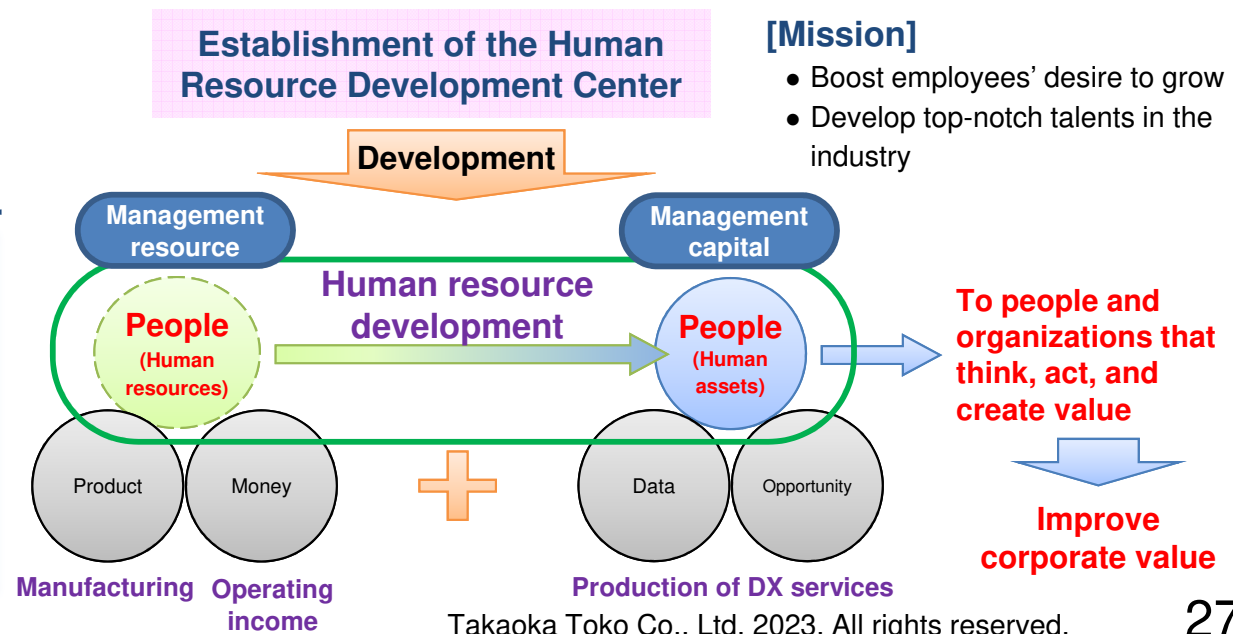 Establishment of the Human
Resource Development Center
[Mission]
• Boost employees’ desire to grow
• Develop top-notch talents in the
industry
Development
Management
resource
Management
capital
Human resource
development
People
(Human
resources)
People
(Human
assets)
To people and
organizations that
think, act, and
create value
Product
Money
Data
Opportunity
Improve
corporate value
Manufacturing
Operating
income
Production of DX services
Takaoka Toko Co., Ltd. 2023. All rights reserved.
27